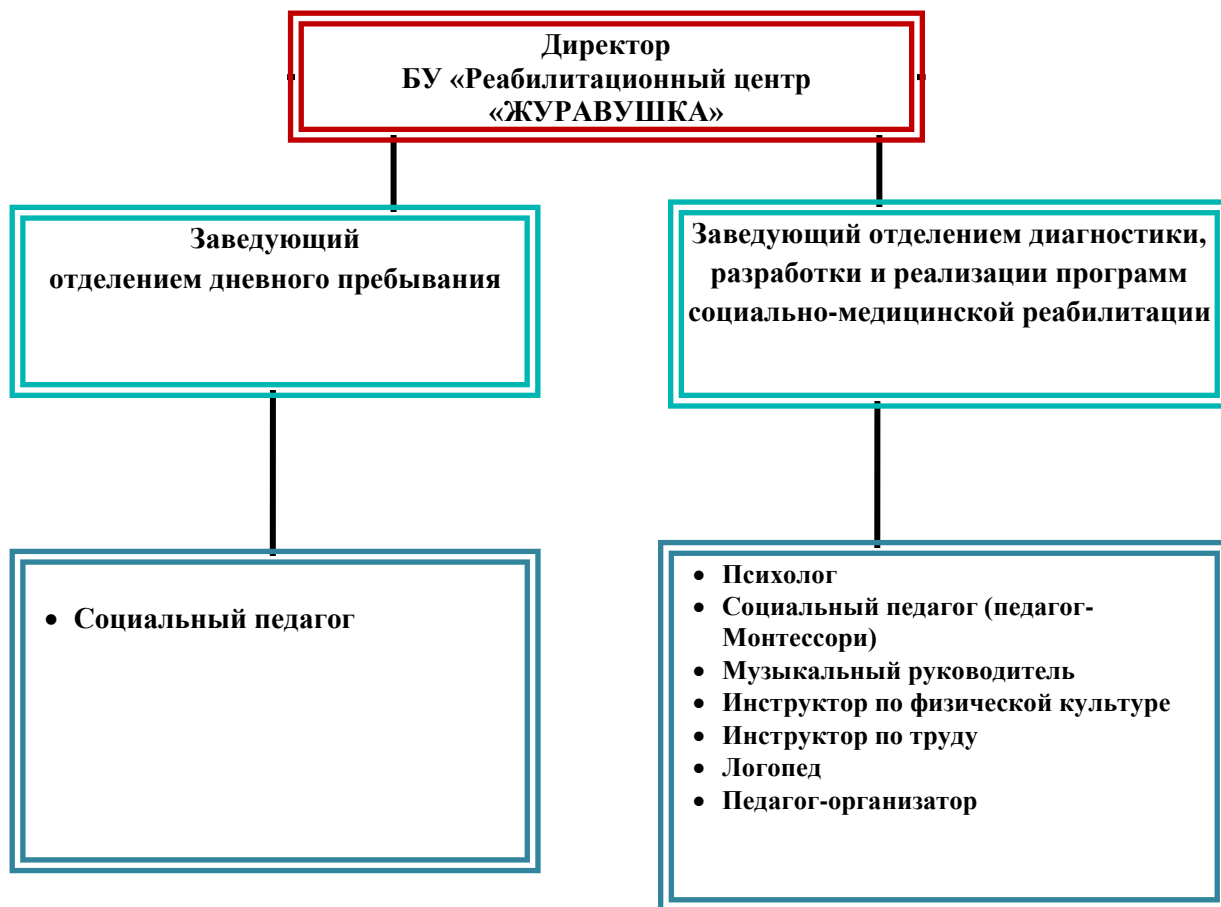 Директор
БУ «Реабилитационный центр
«ЖУРАВУШКА»
Заведующий
отделением дневного пребывания
Заведующий отделением диагностики,
разработки и реализации программ
социально-медицинской реабилитации
• Социальный педагог
• Психолог
• Социальный педагог (педагог-
Монтессори)
• Музыкальный руководитель
• Инструктор по физической культуре
• Инструктор по труду
• Логопед
• Педагог-организатор